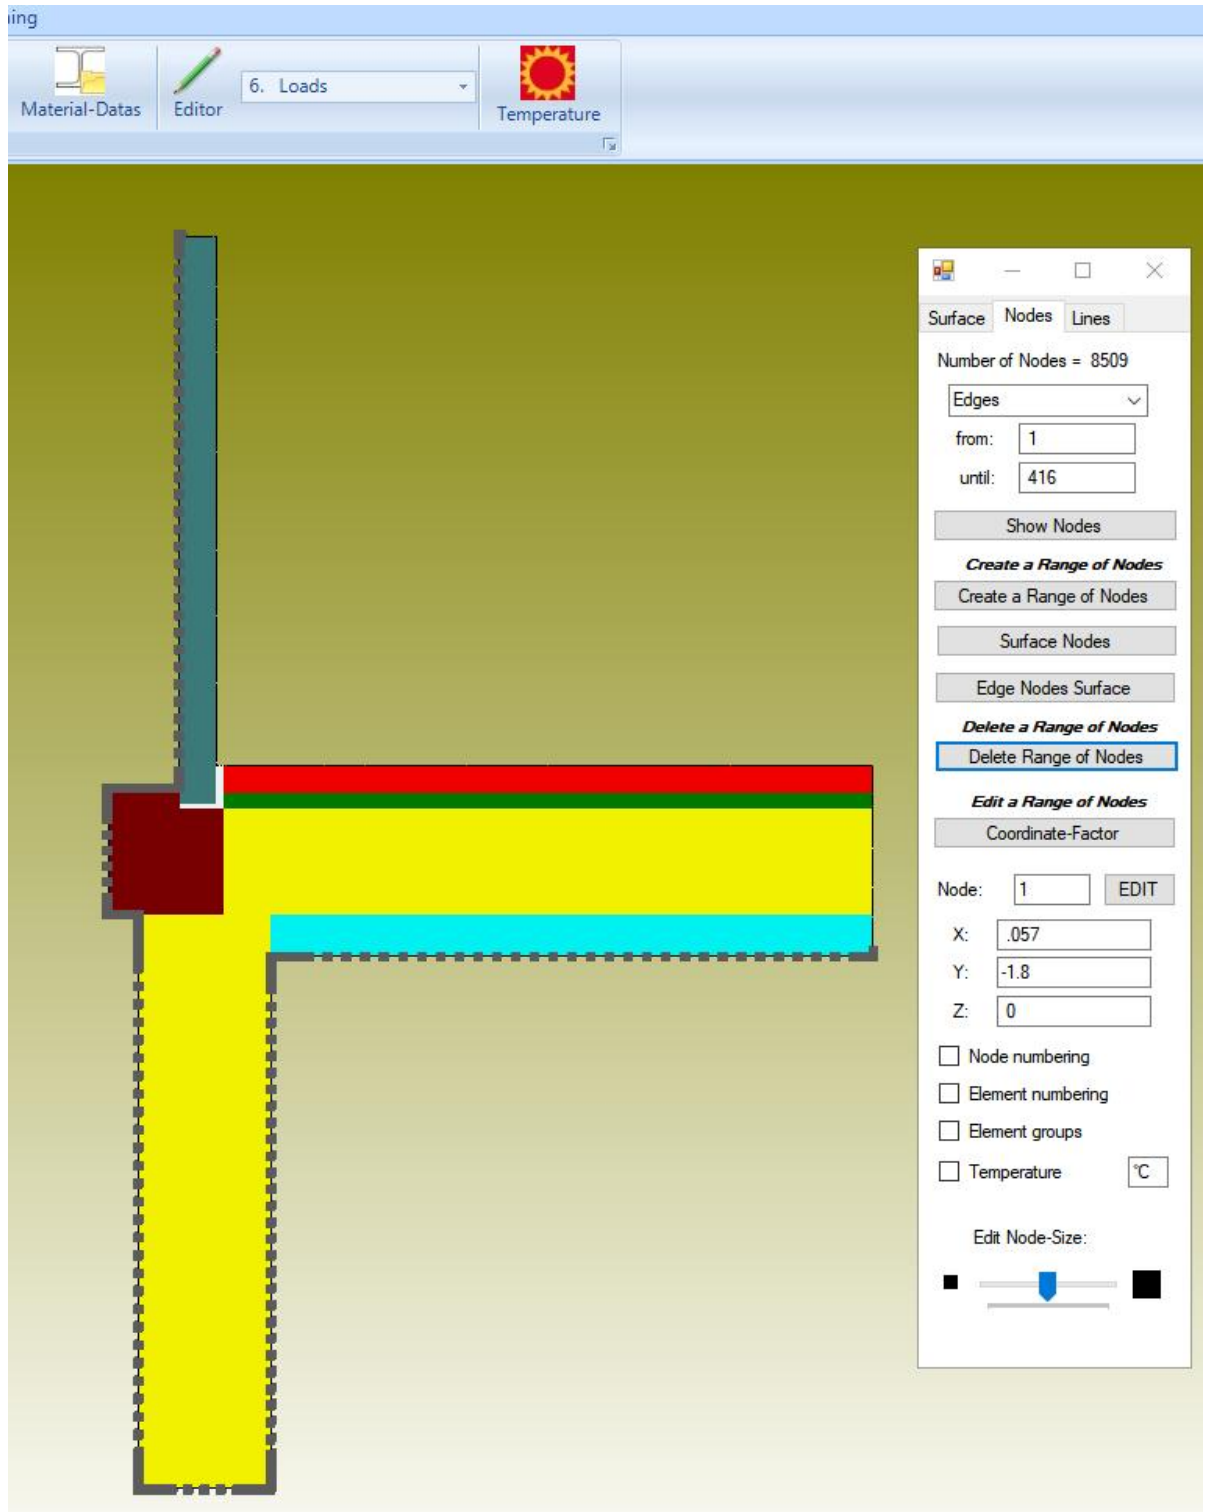 ning
Material-Datas
Editor
6. Loads
Temperature
Surface Nodes Lines
Number of Nodes = 8509
Edges
from: 1
until: 416
Show Nodes
Create a Range of Nodes
Create a Range of Nodes
Surface Nodes
Edge Nodes Surface
Delete a Range of Nodes
Delete Range of Nodes
Edit a Range of Nodes
Coordinate-Factor
Node: 1 EDIT
X: .057
Y: -1.8
Z: 0
Node numbering
Element numbering
Element groups
Temperature °C
Edit Node-Size: